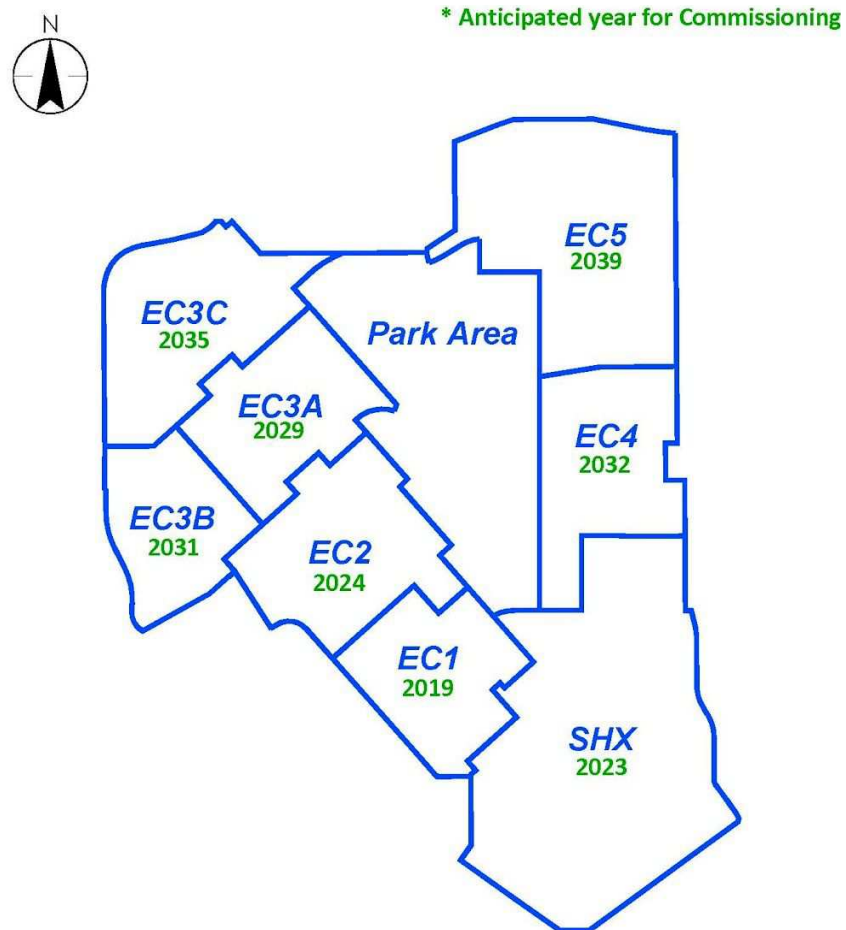 * Anticipated year for Commissioning
N
EC5
2039
EC3C
2035
Park Area
EC3A
2029
EC4
2032
EC3B
2031
EC2
2024
EC1
2019
SHX
2023